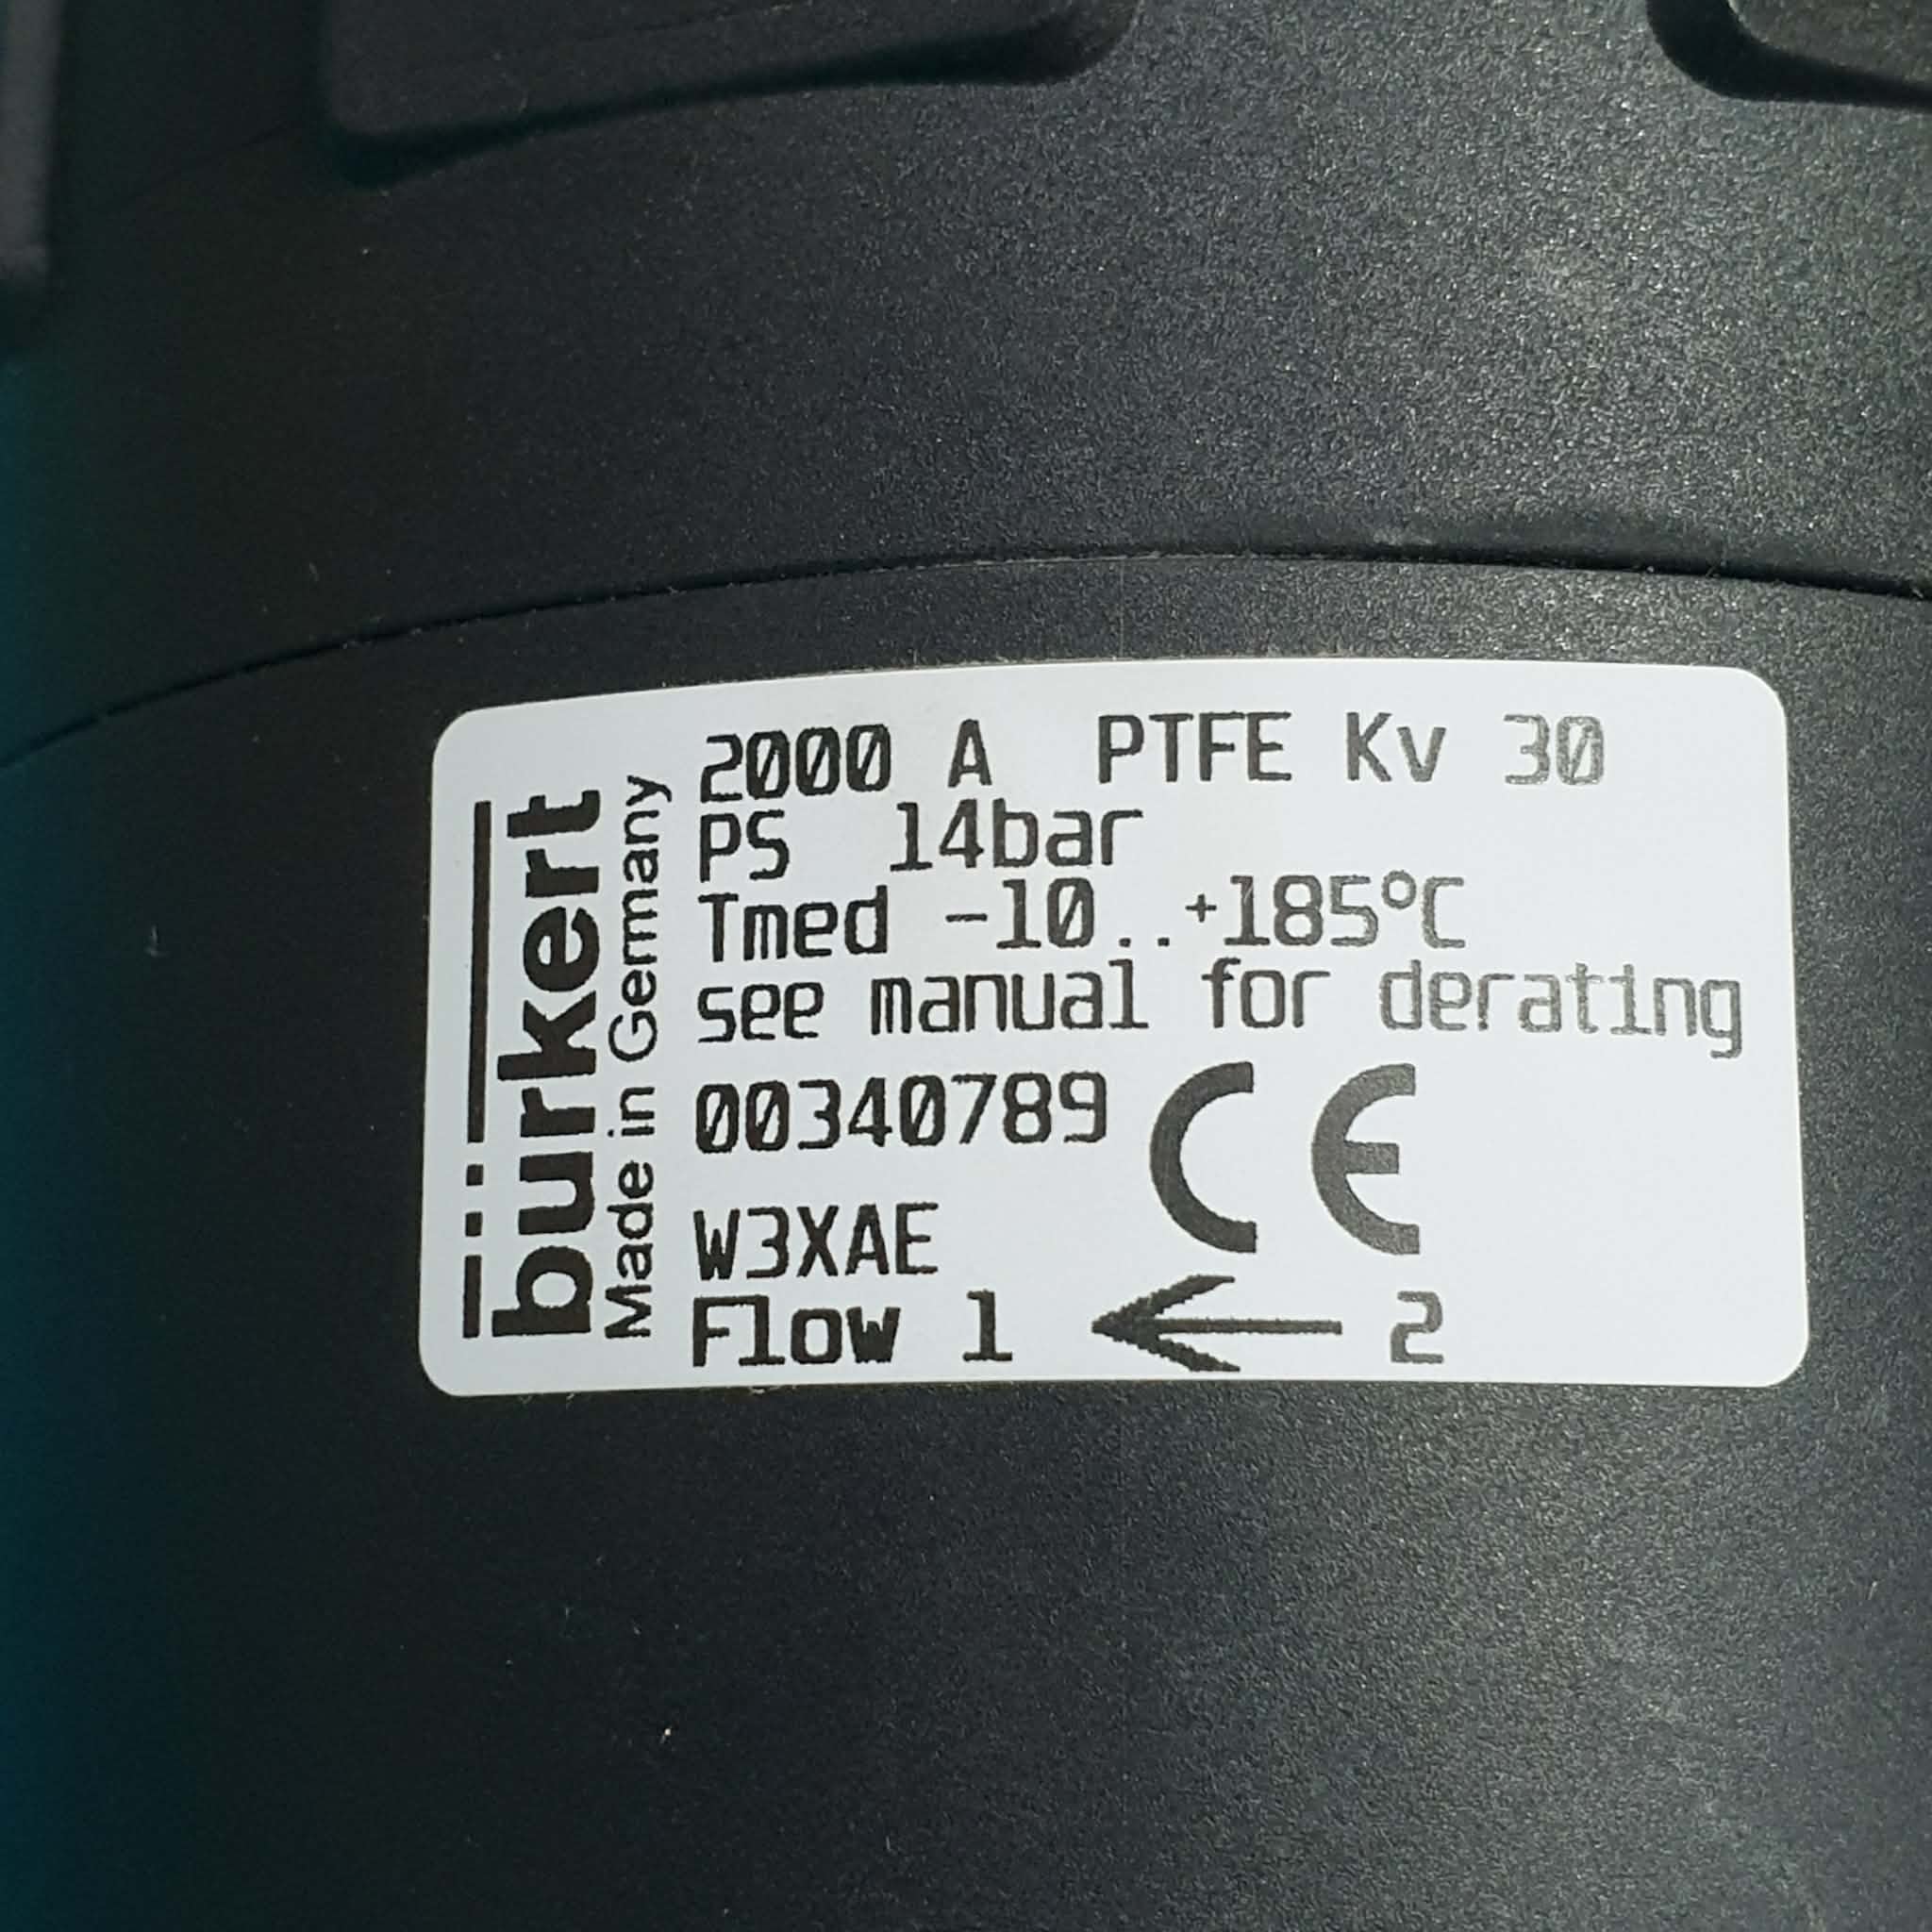 burkert
Made in Germany
2000 A PTFE Kv 30
PS 14bar
Tmed -10..+185°C
see manual for derating
00340789 CE
W3XAE
Flow 1 ← 2